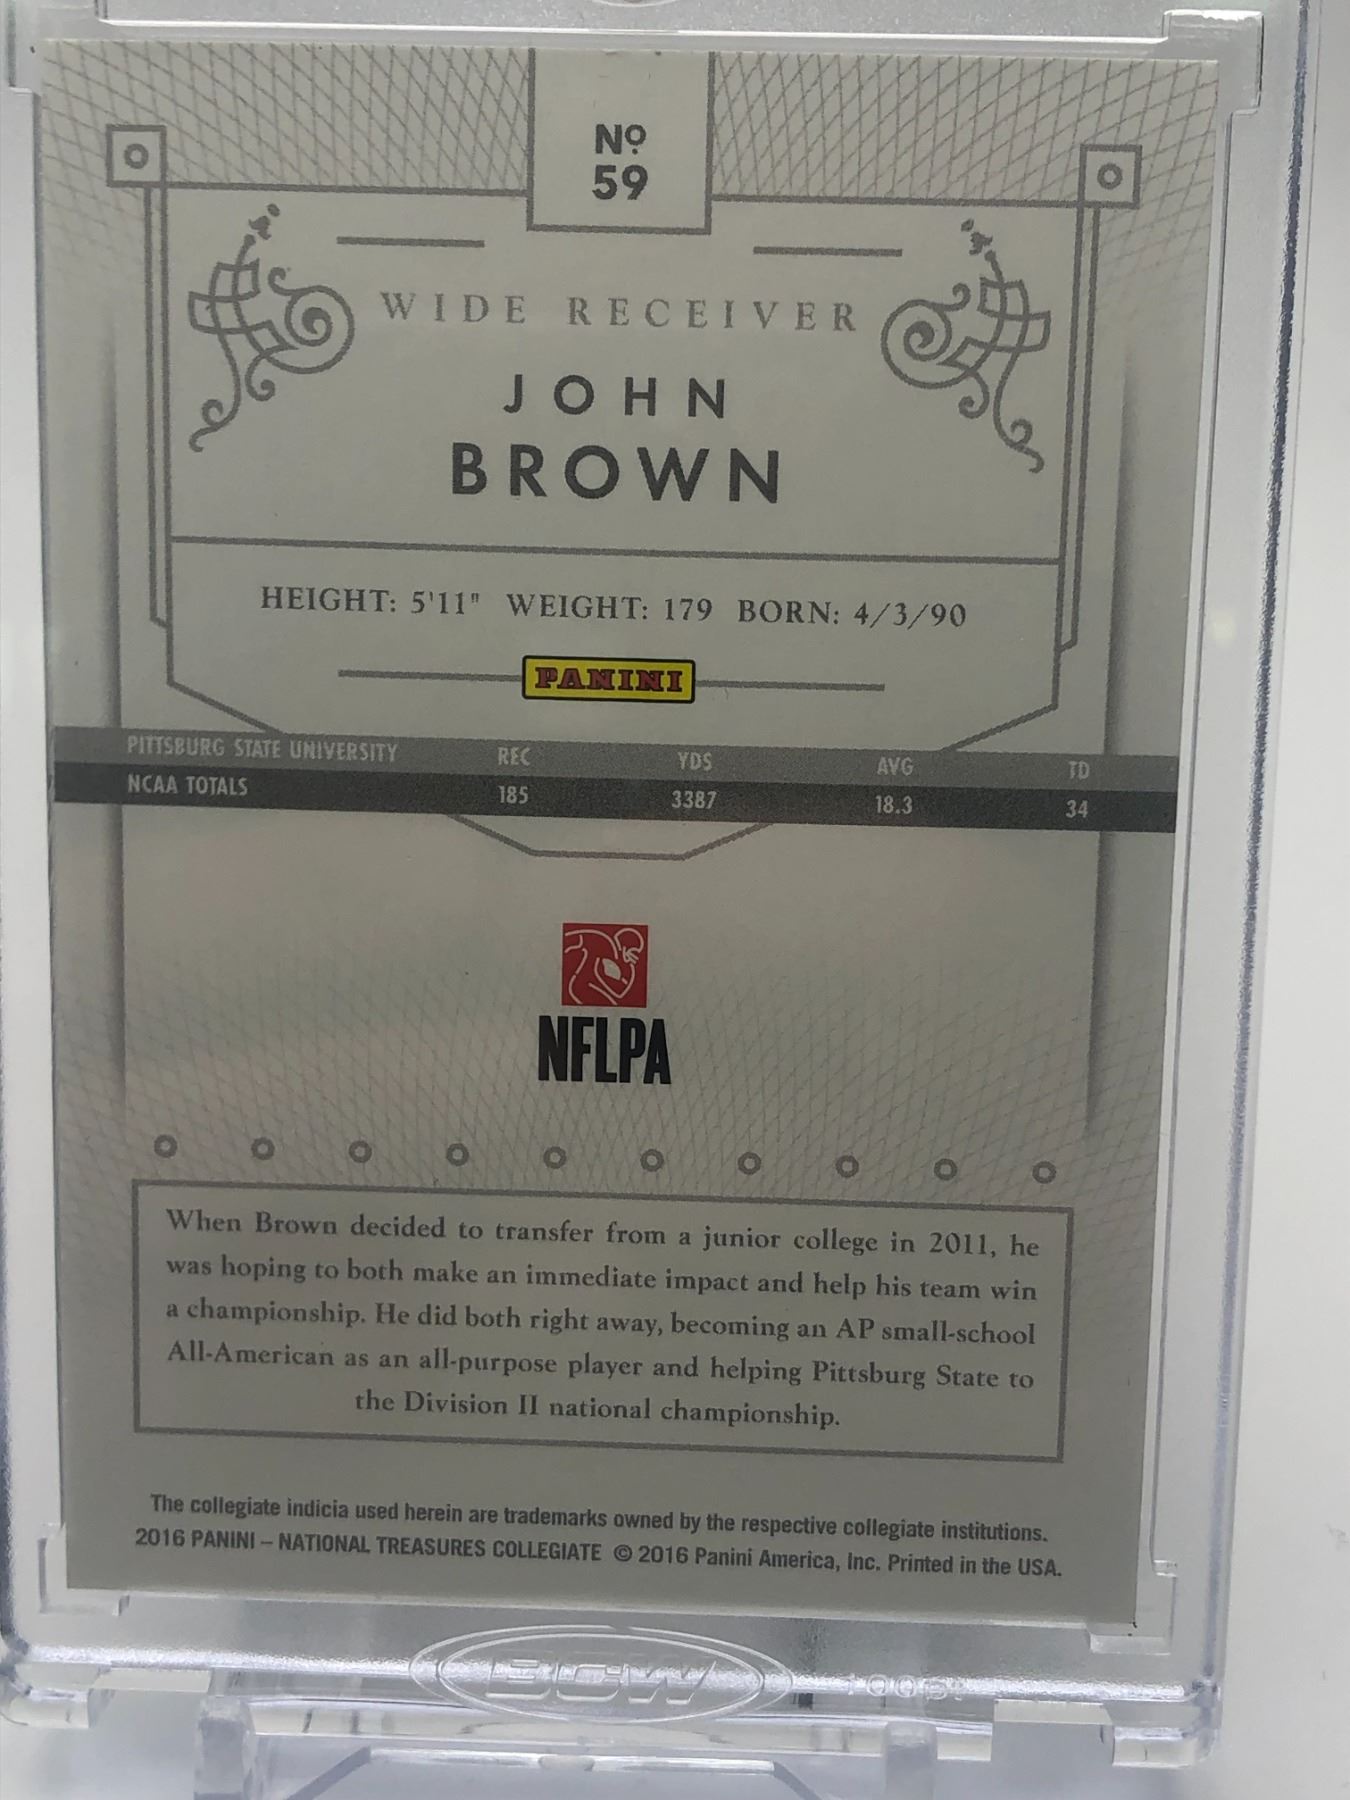 Nº
59
WIDE RECEIVER
JOHN
BROWN
HEIGHT: 5'11" WEIGHT: 179 BORN: 4/3/90
PANINI
PITTSBURG STATE UNIVERSITY REC YDS AVG TD
NCAA TOTALS 185 3387 18.3 34
NFLPA
When Brown decided to transfer from a junior college in 2011, he
was hoping to both make an immediate impact and help his team win
a championship. He did both right away, becoming an AP small-school
All-American as an all-purpose player and helping Pittsburg State to
the Division II national championship.
The collegiate indicia used herein are trademarks owned by the respective collegiate institutions.
2016 PANINI – NATIONAL TREASURES COLLEGIATE © 2016 Panini America, Inc. Printed in the USA.
BCW 100PT